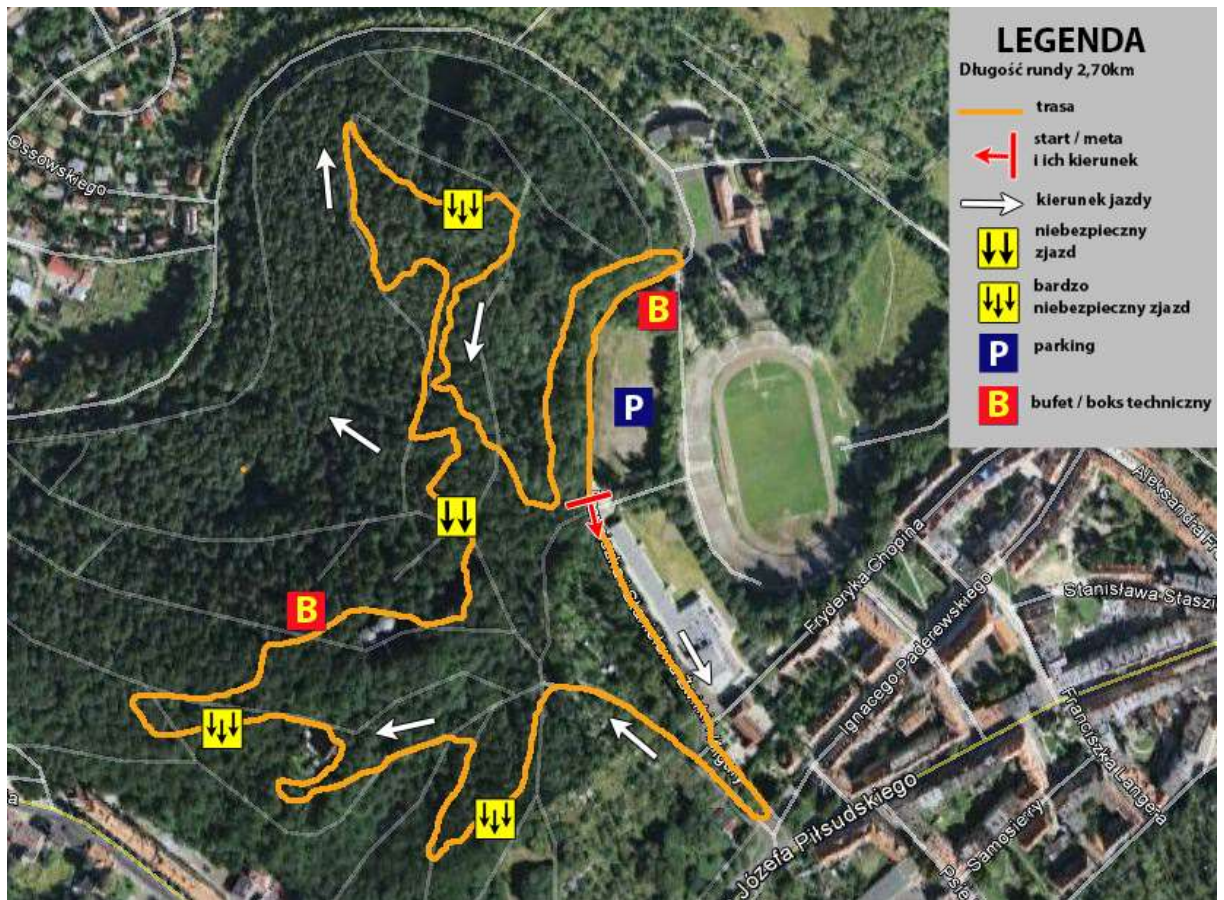 LEGENDA
Długość rundy 2,70km
trasa
start / meta
i ich kierunek
kierunek jazdy
niebezpieczny
zjazd
bardzo
niebezpieczny zjazd
P
parking
B
bufet / boks techniczny
Ossowskiego
B
P
B
Fryderyka Chopina
Ignacego Paderewskiego
Aleksandra Fr
Stanisława Staszi
Franciszka Langera
Józefa Piłsudskiego
Samosierry
Psie
a